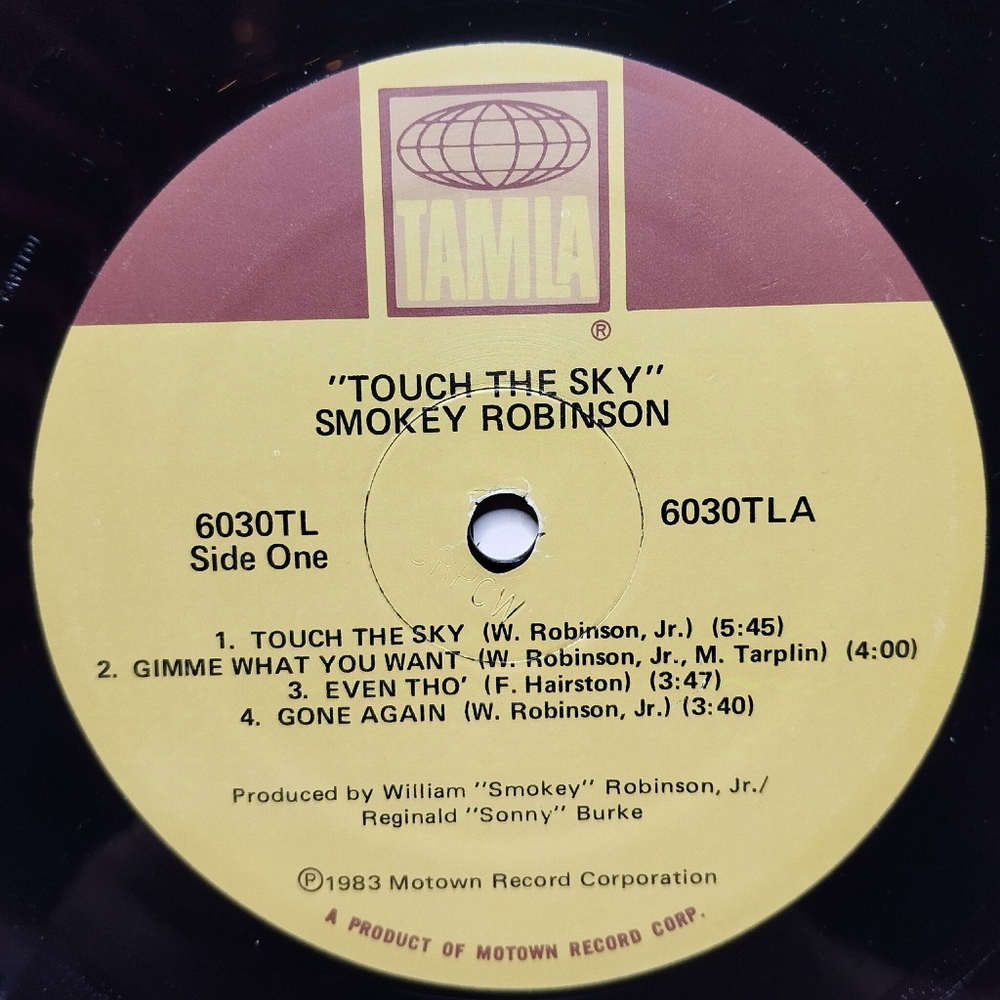 TAMLA
®
"TOUCH THE SKY"
SMOKEY ROBINSON
6030TL
Side One
6030TLA
1. TOUCH THE SKY (W. Robinson, Jr.) (5:45)
2. GIMME WHAT YOU WANT (W. Robinson, Jr., M. Tarplin) (4:00)
3. EVEN THO' (F. Hairston) (3:47)
4. GONE AGAIN (W. Robinson, Jr.) (3:40)
Produced by William "Smokey" Robinson, Jr./
Reginald "Sonny" Burke
℗1983 Motown Record Corporation
A PRODUCT OF MOTOWN RECORD CORP.